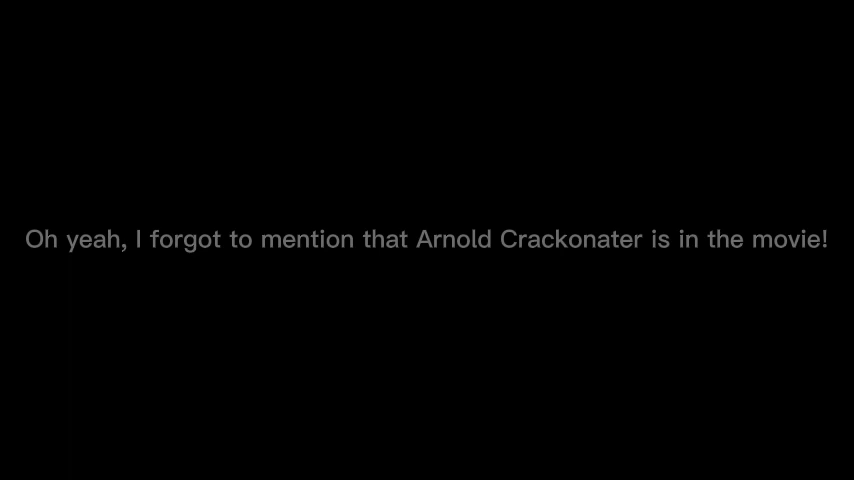 Oh yeah, I forgot to mention that Arnold Crackonater is in the movie!